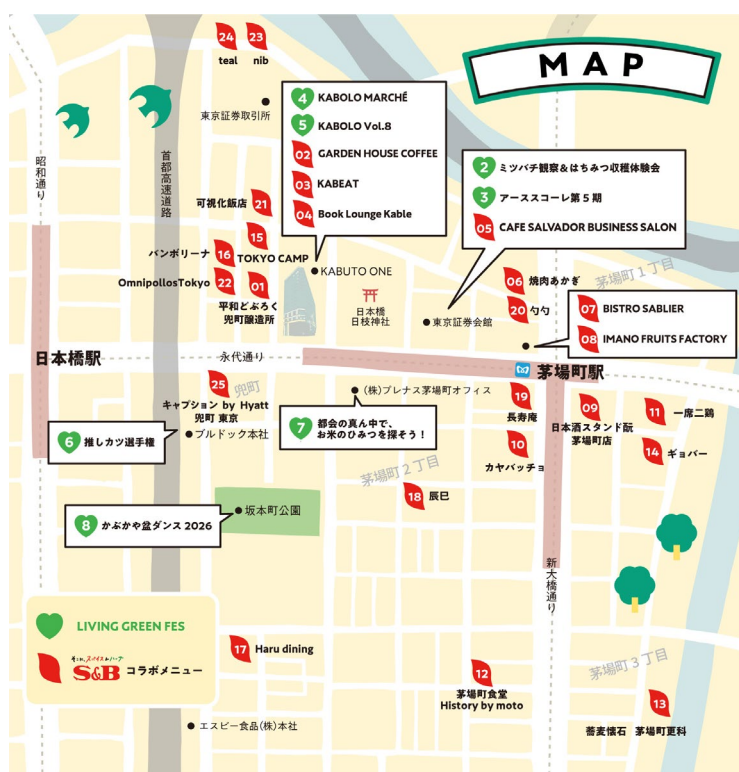 MAP
24
23
teal
nib
東京証券取引所
昭和通り
首都高速道路
4 KABOLO MARCHÉ
5 KABOLO Vol.8
02 GARDEN HOUSE COFFEE
03 KABEAT
04 Book Lounge Kable
2 ミツバチ観察&はちみつ収穫体験会
3 アーススコーレ第5期
05 CAFE SALVADOR BUSINESS SALON
可視化飯店 21
15
TOKYO CAMP
バンボリーナ 16
OmnipollosTokyo 22
01
平和どぶろく
兜町醸造所
KABUTO ONE
日本橋
日枝神社
東京証券会館
06 焼肉あかぎ
20 勺勺
茅場町1丁目
07 BISTRO SABLIER
08 IMANO FRUITS FACTORY
日本橋駅
永代通り
茅場町駅
25
兜町
キャプション by Hyatt
兜町 東京
(株)プレナス茅場町オフィス
6 推しカツ選手権
ブルドック本社
7 都会の真ん中で、
お米のひみつを探そう!
19
長寿庵
09
日本酒スタンド酛
茅場町店
11 一席二鶏
10
カヤバッチョ
14 ギョバー
茅場町2丁目
18 辰巳
坂本町公園
8 かぶかや盆ダンス 2026
新大橋通り
LIVING GREEN FES
そこに、スパイス&ハーブ
S&B コラボメニュー
17 Haru dining
12
茅場町食堂
History by moto
茅場町3丁目
13
蕎麦懐石 茅場町更科
エスビー食品(株)本社